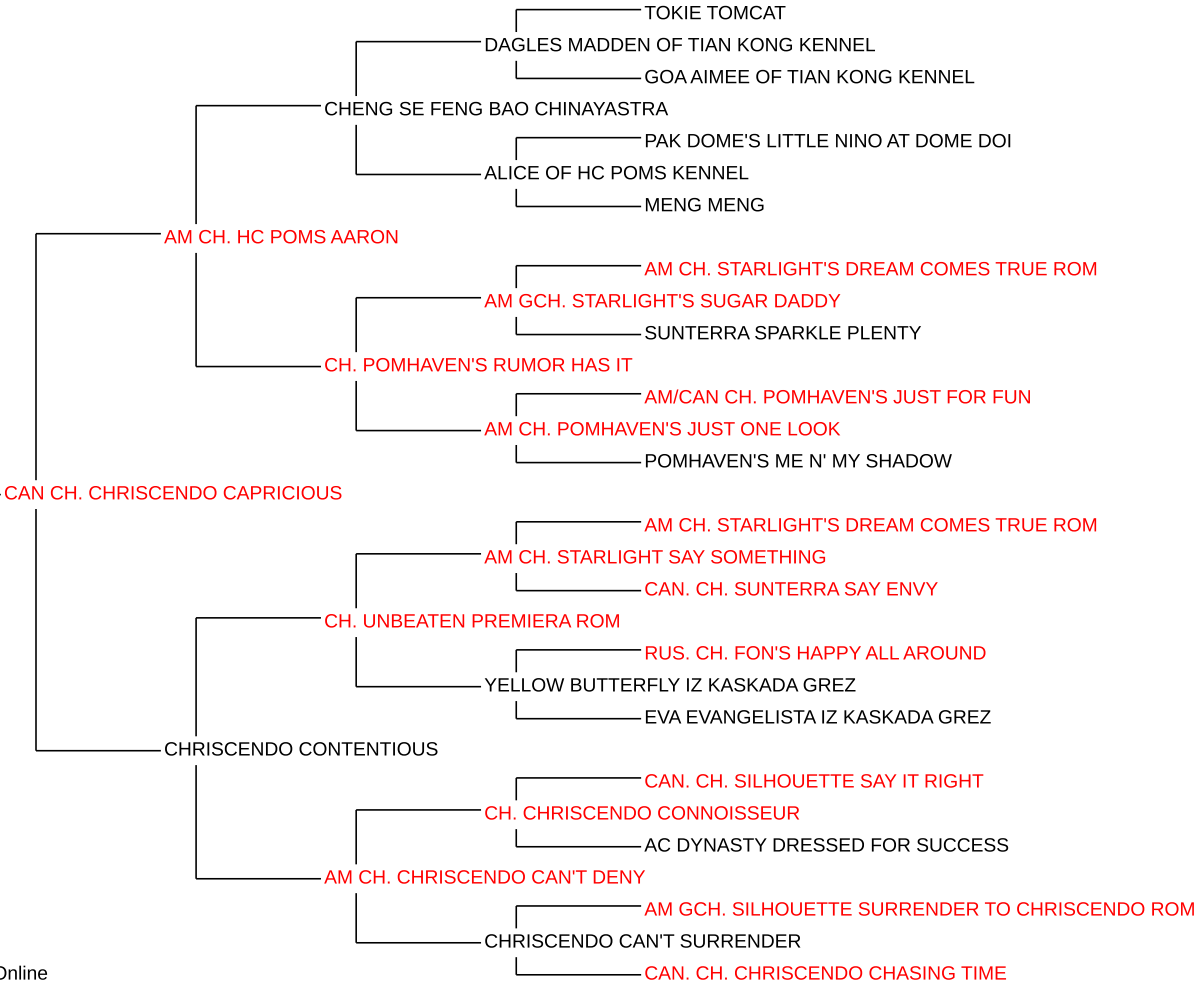 TOKIE TOMCAT
DAGLES MADDEN OF TIAN KONG KENNEL
GOA AIMEE OF TIAN KONG KENNEL
CHENG SE FENG BAO CHINAYASTRA
PAK DOME'S LITTLE NINO AT DOME DOI
ALICE OF HC POMS KENNEL
MENG MENG
AM CH. HC POMS AARON
AM CH. STARLIGHT'S DREAM COMES TRUE ROM
AM GCH. STARLIGHT'S SUGAR DADDY
SUNTERRA SPARKLE PLENTY
CH. POMHAVEN'S RUMOR HAS IT
AM/CAN CH. POMHAVEN'S JUST FOR FUN
AM CH. POMHAVEN'S JUST ONE LOOK
POMHAVEN'S ME N' MY SHADOW
CAN CH. CHRISCENDO CAPRICIOUS
AM CH. STARLIGHT'S DREAM COMES TRUE ROM
AM CH. STARLIGHT SAY SOMETHING
CAN. CH. SUNTERRA SAY ENVY
CH. UNBEATEN PREMIERA ROM
RUS. CH. FON'S HAPPY ALL AROUND
YELLOW BUTTERFLY IZ KASKADA GREZ
EVA EVANGELISTA IZ KASKADA GREZ
CHRISCENDO CONTENTIOUS
CAN. CH. SILHOUETTE SAY IT RIGHT
CH. CHRISCENDO CONNOISSEUR
AC DYNASTY DRESSED FOR SUCCESS
AM CH. CHRISCENDO CAN'T DENY
AM GCH. SILHOUETTE SURRENDER TO CHRISCENDO ROM
CHRISCENDO CAN'T SURRENDER
CAN. CH. CHRISCENDO CHASING TIME
Online